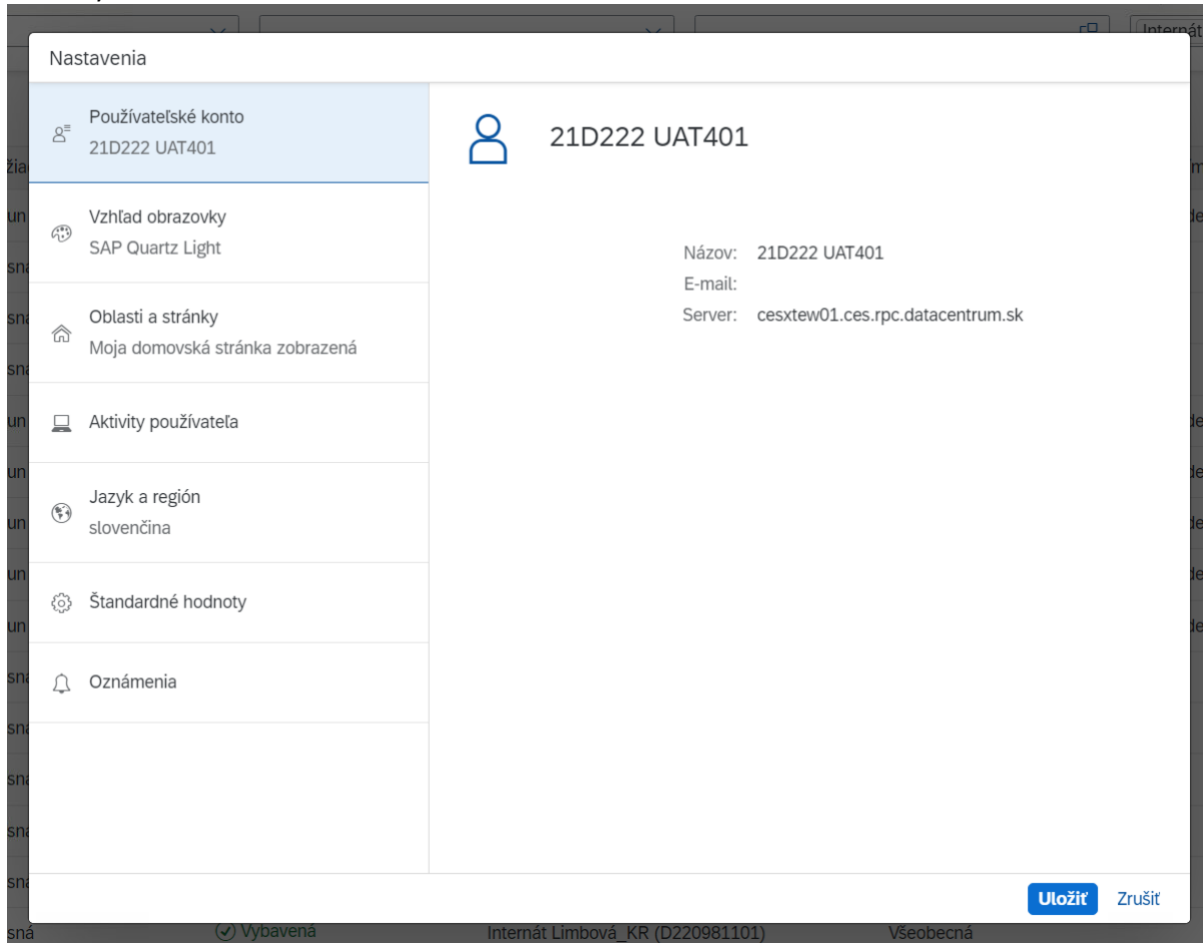 Internát
Nastavenia
Používateľské konto
21D222 UAT401
Vzhľad obrazovky
SAP Quartz Light
Oblasti a stránky
Moja domovská stránka zobrazená
Aktivity používateľa
Jazyk a región
slovenčina
Štandardné hodnoty
Oznámenia
21D222 UAT401
Názov: 21D222 UAT401
E-mail:
Server: cesxtew01.ces.rpc.datacentrum.sk
Uložiť Zrušiť
sná Vybavená Internát Limbová_KR (D220981101) Všeobecná